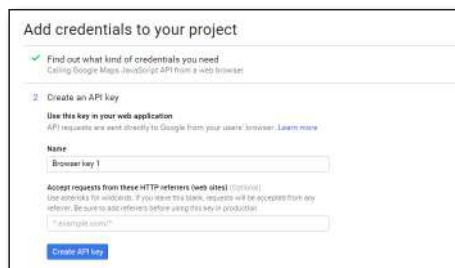 Add credentials to your project
Find out what kind of credentials you need
Calling Google Maps JavaScript API from a web browser
2 Create an API key
Use this key in your web application
API requests are sent directly to Google from your users' browser. Learn more
Name
Browser key 1
Accept requests from these HTTP referrers (web sites) (Optional)
Use asterisks for wildcards. If you leave this blank, requests will be accepted from any
referrer. Be sure to add referrers before using this key in production.
*.example.com/*
Create API key